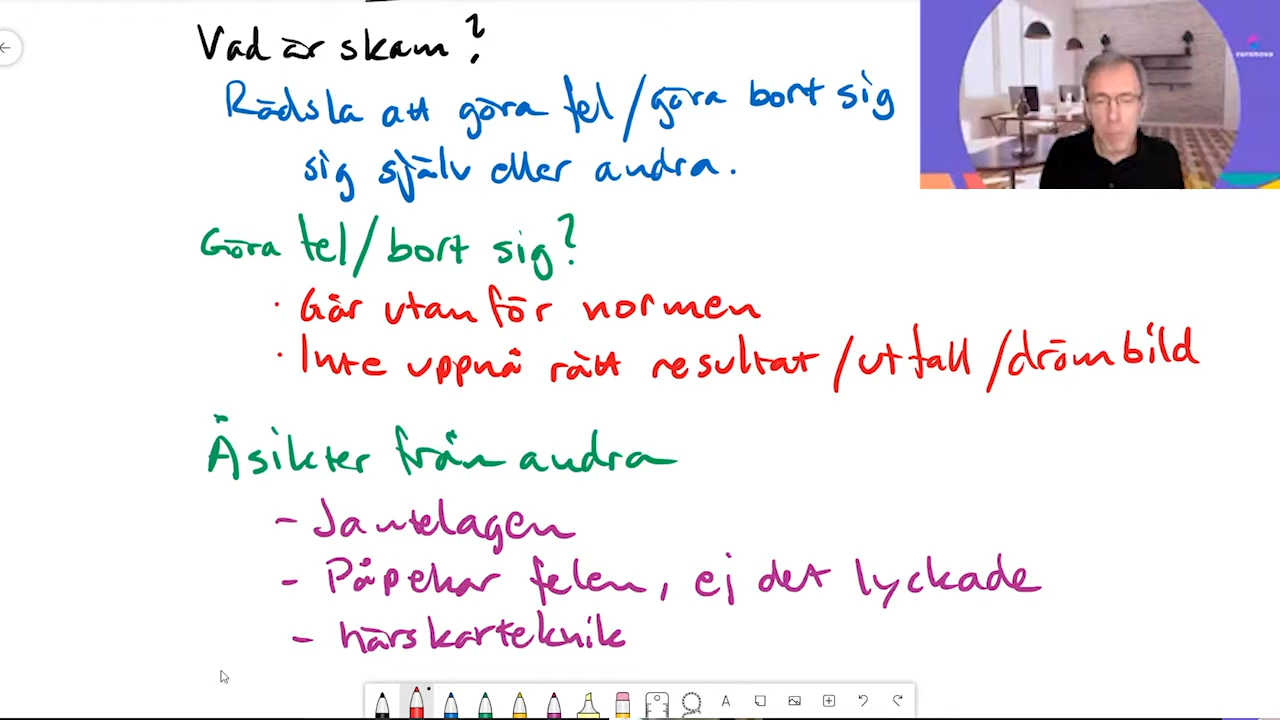 Vad är skam?
Rädsla att göra fel/göra bort sig
sig själv eller andra.
Göra fel/bort sig?
· Går utanför normen
· Inte uppnå rätt resultat/utfall/drömbild
Åsikter från andra
- Jantelagen
- Påpekar felen, ej det lyckade
- härskarteknik